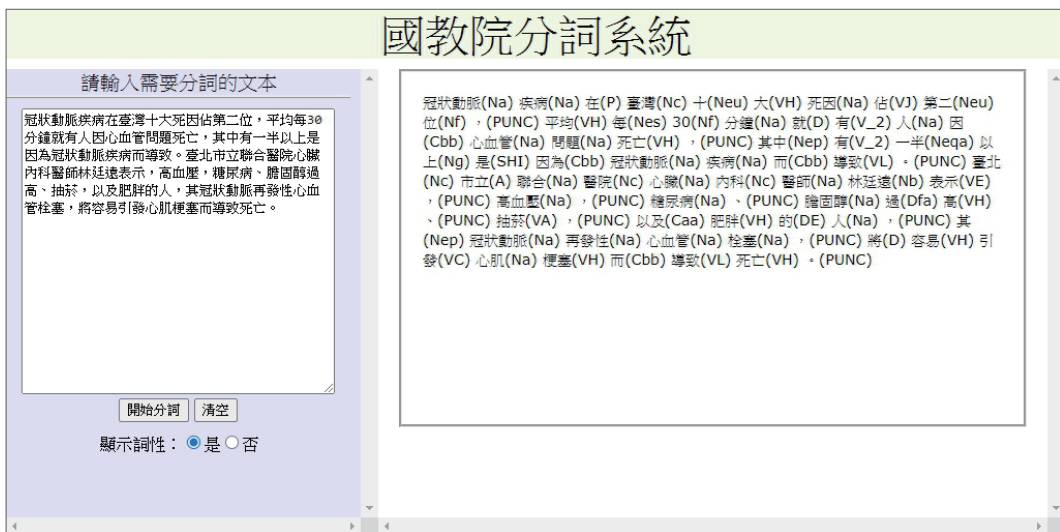 國教院分詞系統
請輸入需要分詞的文本
冠狀動脈疾病在臺灣十大死因佔第二位,平均每30
分鐘就有人因心血管問題死亡,其中有一半以上是
因為冠狀動脈疾病而導致。臺北市立聯合醫院心臟
內科醫師林廷遠表示,高血壓,糖尿病、膽固醇過
高、抽菸,以及肥胖的人,其冠狀動脈再發性心血
管栓塞,將容易引發心肌梗塞而導致死亡。
開始分詞 清空
顯示詞性: 是 否
冠狀動脈(Na) 疾病(Na) 在(P) 臺灣(Nc) 十(Neu) 大(VH) 死因(Na) 佔(VJ) 第二(Neu)
位(Nf) ,(PUNC) 平均(VH) 每(Nes) 30(Nf) 分鐘(Na) 就(D) 有(V_2) 人(Na) 因
(Cbb) 心血管(Na) 問題(Na) 死亡(VH) ,(PUNC) 其中(Nep) 有(V_2) 一半(Neqa) 以
上(Ng) 是(SHI) 因為(Cbb) 冠狀動脈(Na) 疾病(Na) 而(Cbb) 導致(VL) 。(PUNC) 臺北
(Nc) 市立(A) 聯合(Na) 醫院(Nc) 心臟(Na) 內科(Nc) 醫師(Na) 林廷遠(Nb) 表示(VE)
,(PUNC) 高血壓(Na) ,(PUNC) 糖尿病(Na) 、(PUNC) 膽固醇(Na) 過(Dfa) 高(VH)
、(PUNC) 抽菸(VA) ,(PUNC) 以及(Caa) 肥胖(VH) 的(DE) 人(Na) ,(PUNC) 其
(Nep) 冠狀動脈(Na) 再發性(Na) 心血管(Na) 栓塞(Na) ,(PUNC) 將(D) 容易(VH) 引
發(VC) 心肌(Na) 梗塞(VH) 而(Cbb) 導致(VL) 死亡(VH) 。(PUNC)